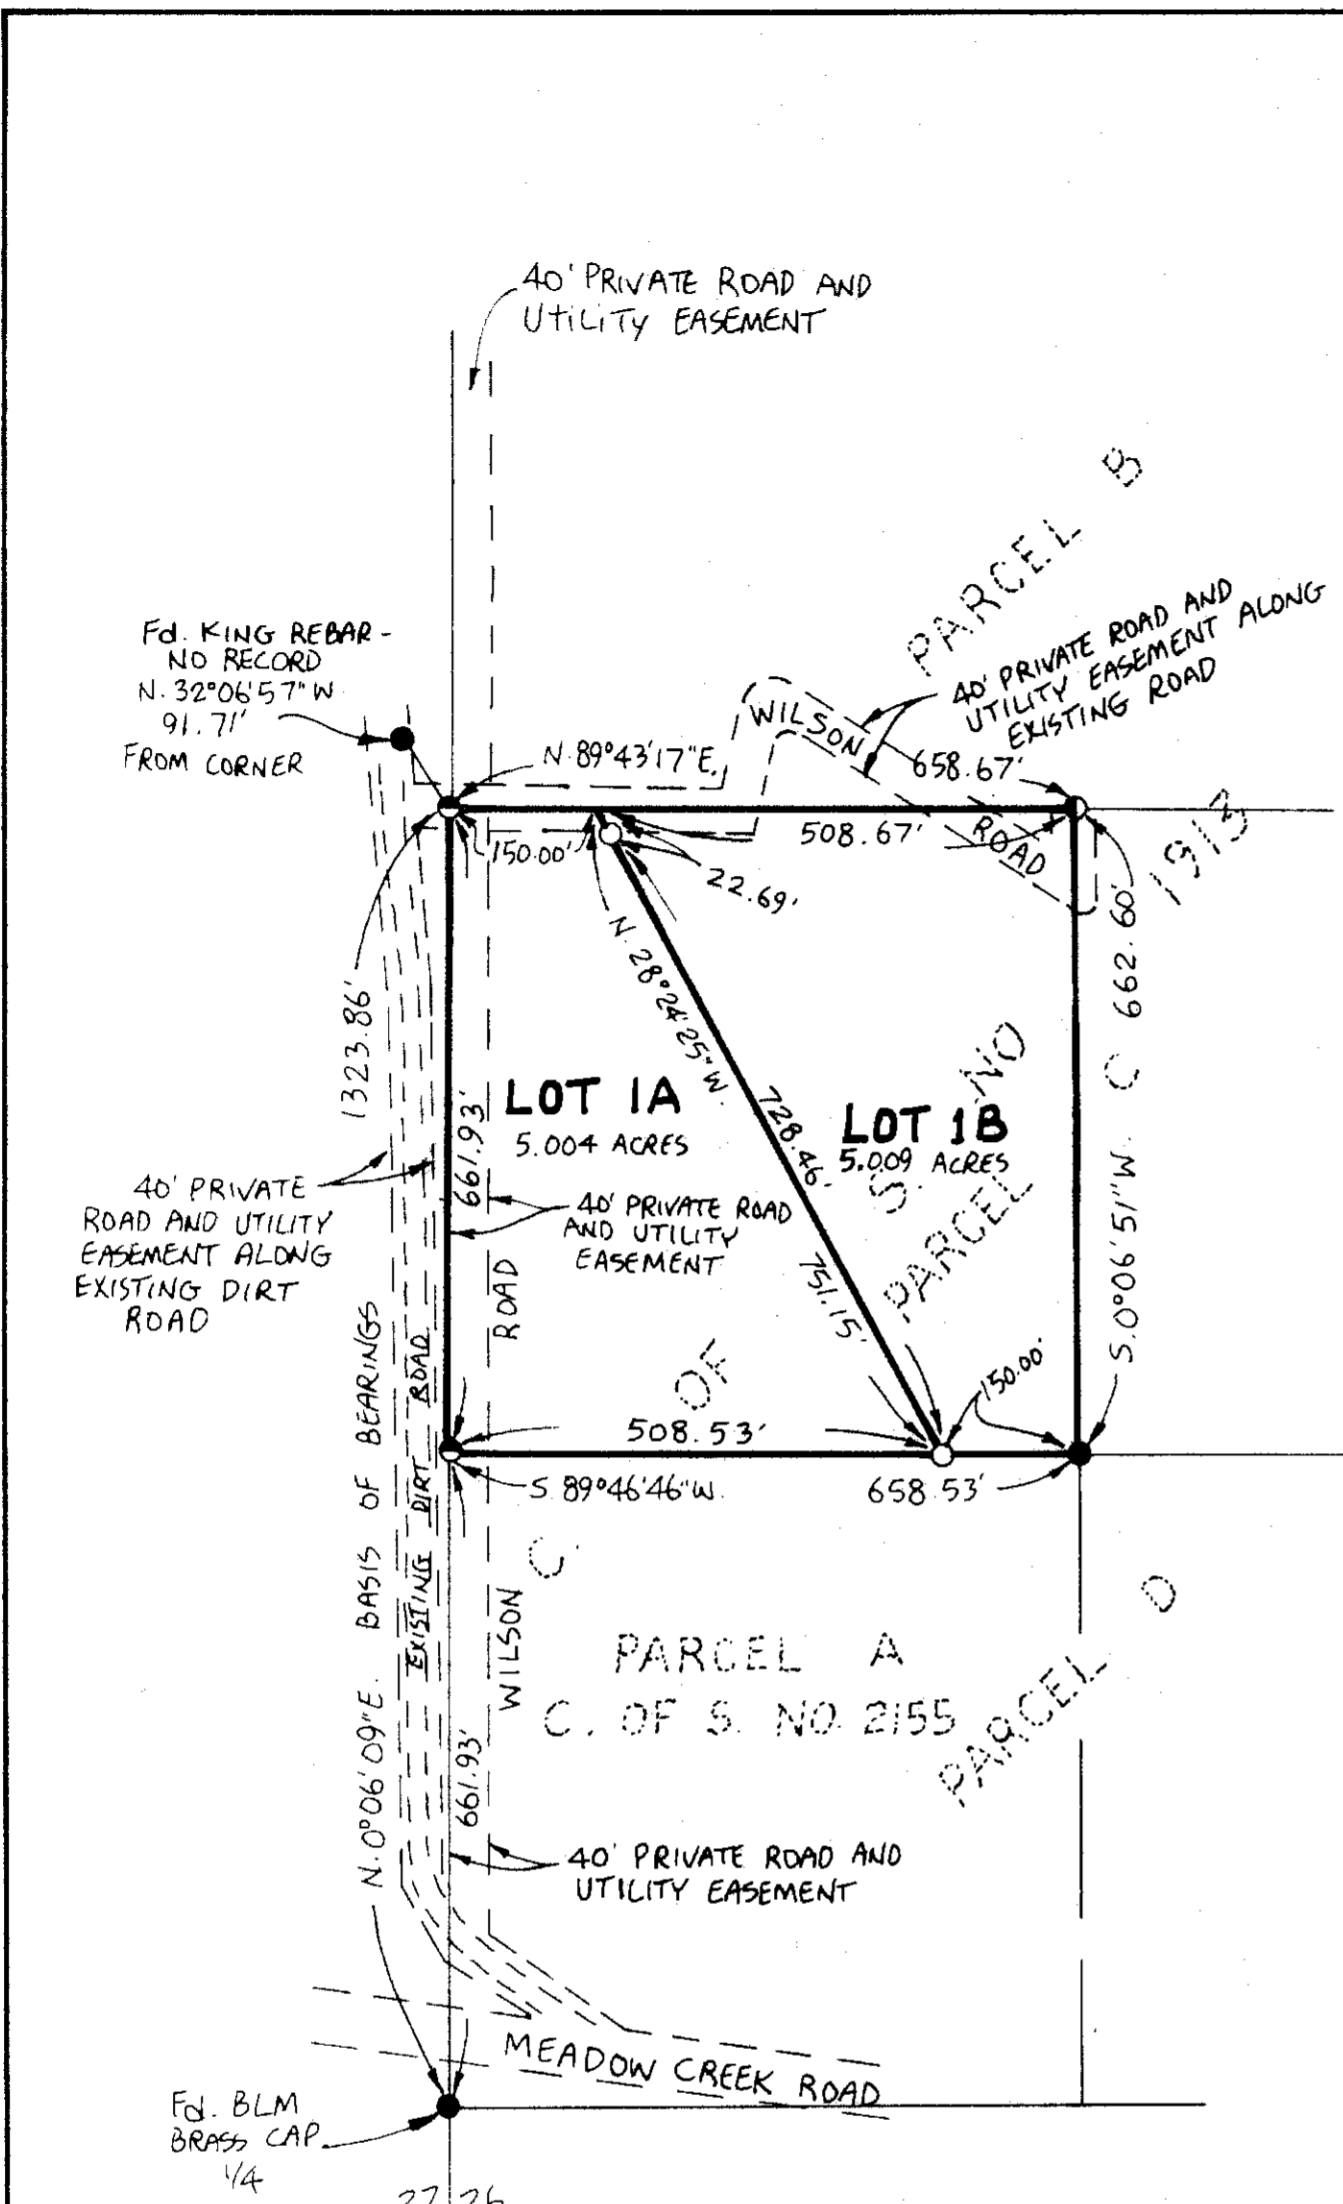 40' PRIVATE ROAD AND
UTILITY EASEMENT
PARCEL B
Fd. KING REBAR -
NO RECORD
N. 32°06'57" W
91.71'
FROM CORNER
40' PRIVATE ROAD AND
UTILITY EASEMENT ALONG
EXISTING ROAD
WILSON
ROAD
N. 89°43'17" E.
658.67'
150.00'
508.67'
22.69'
1913
N. 28°24'25" W.
728.46'
751.15'
1323.86'
661.93'
662.60'
S. 0°06'51" W.
LOT 1A
5.004 ACRES
LOT 1B
5.009 ACRES
C
S. NO
PARCEL
OF
C.
40' PRIVATE
ROAD AND UTILITY
EASEMENT ALONG
EXISTING DIRT
ROAD
40' PRIVATE ROAD
AND UTILITY
EASEMENT
150.00'
508.53'
S. 89°46'46" W.
658.53'
N. 0°06'09" E. BASIS OF BEARINGS
EXISTING DIRT ROAD
WILSON ROAD
661.93'
PARCEL A
C. OF S. NO. 2155
PARCEL D
40' PRIVATE ROAD AND
UTILITY EASEMENT
MEADOW CREEK ROAD
Fd. BLM
BRASS CAP
1/4
27 26